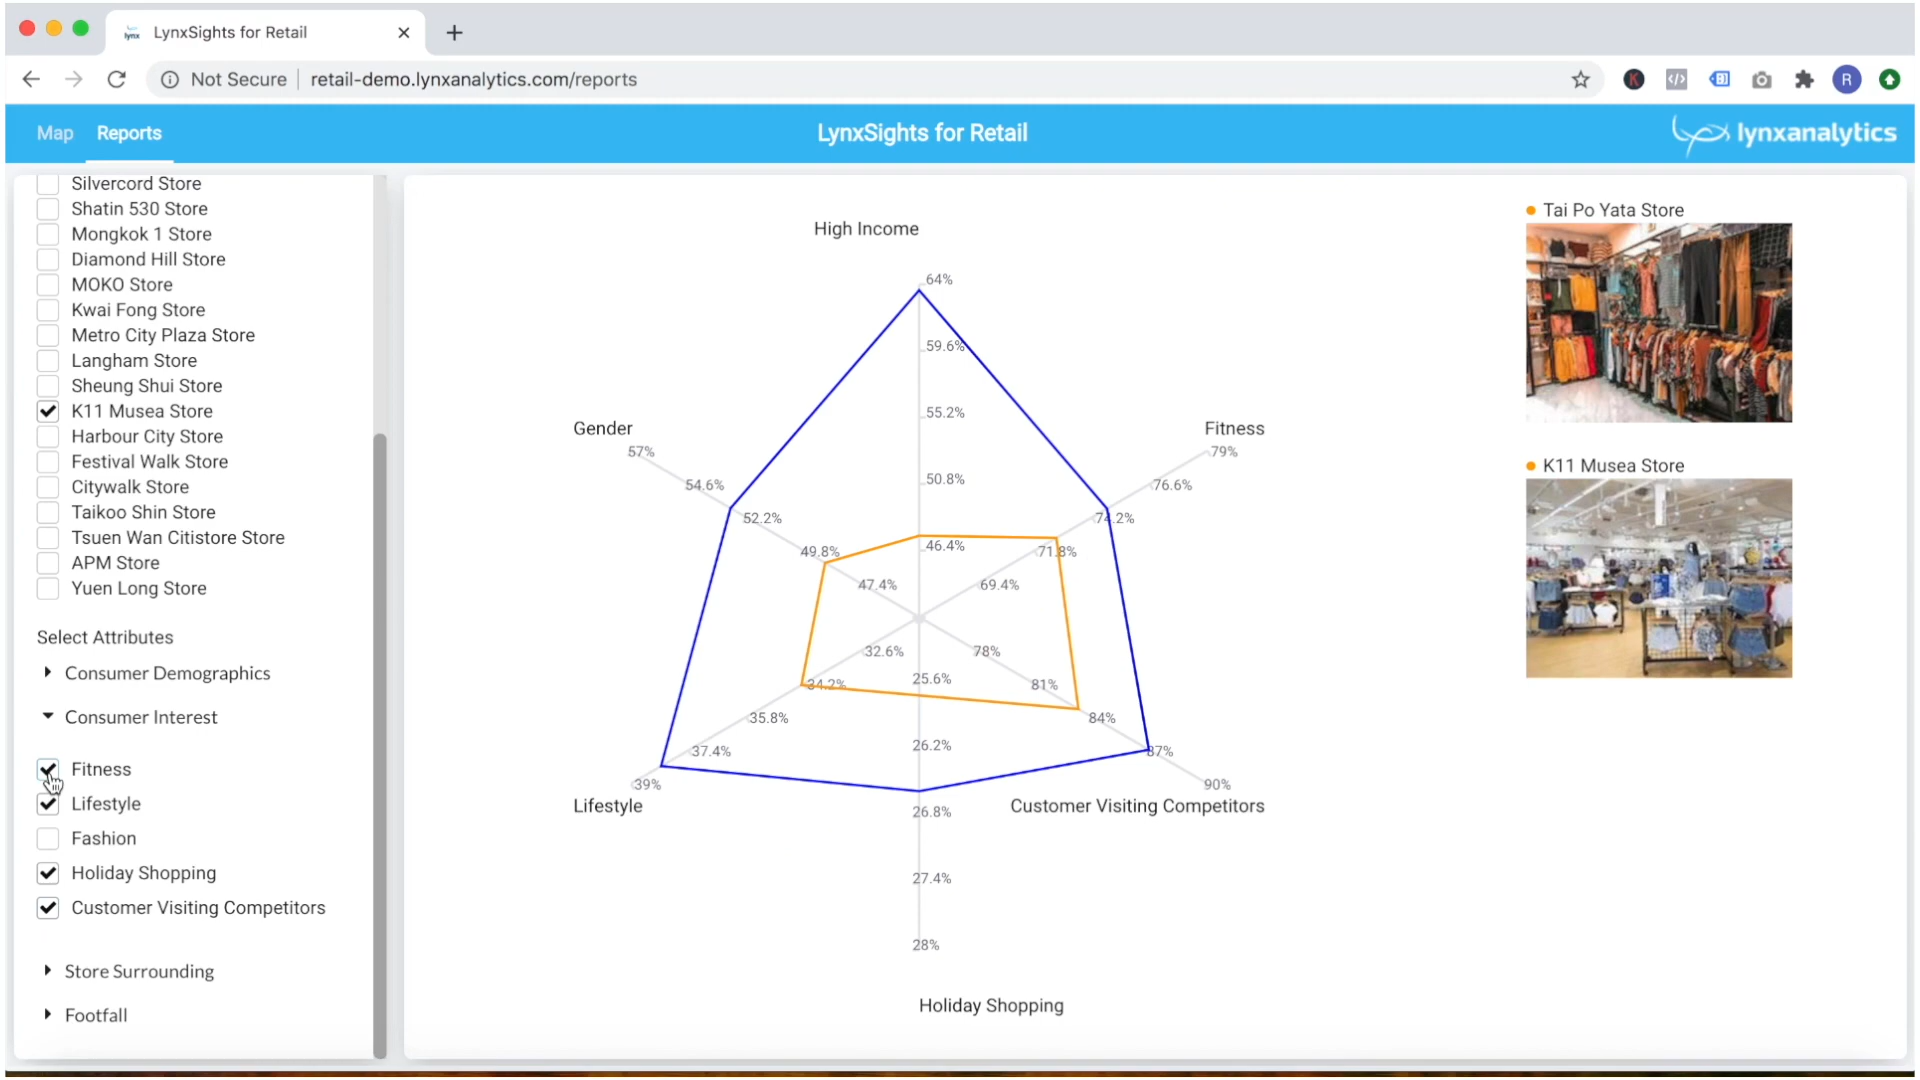 lynx
LynxSights for Retail
Not Secure
retail-demo.lynxanalytics.com/reports
K
R
Map
Reports
LynxSights for Retail
lynxanalytics
Silvercord Store
Shatin 530 Store
Mongkok 1 Store
Diamond Hill Store
MOKO Store
Kwai Fong Store
Metro City Plaza Store
Langham Store
Sheung Shui Store
K11 Musea Store
Harbour City Store
Festival Walk Store
Citywalk Store
Taikoo Shin Store
Tsuen Wan Citistore Store
APM Store
Yuen Long Store
Select Attributes
Consumer Demographics
Consumer Interest
Fitness
Lifestyle
Fashion
Holiday Shopping
Customer Visiting Competitors
Store Surrounding
Footfall
High Income
64%
59.6%
55.2%
50.8%
46.4%
Fitness
79%
76.6%
74.2%
71.8%
69.4%
Gender
57%
54.6%
52.2%
49.8%
47.4%
32.6%
34.2%
35.8%
37.4%
39%
Lifestyle
25.6%
26.2%
26.8%
27.4%
28%
Holiday Shopping
78%
81%
84%
87%
90%
Customer Visiting Competitors
Tai Po Yata Store
K11 Musea Store